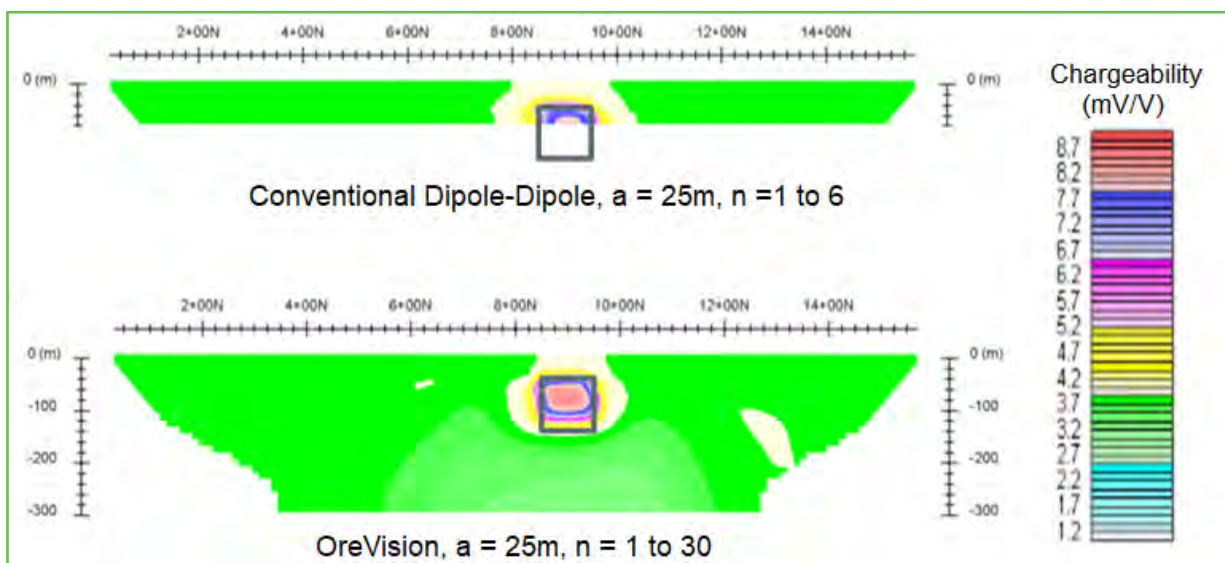 2+00N 4+00N 6+00N 8+00N 10+00N 12+00N 14+00N
0 (m) 0 (m)
Conventional Dipole-Dipole, a = 25m, n =1 to 6
2+00N 4+00N 6+00N 8+00N 10+00N 12+00N 14+00N
0 (m) 0 (m)
-100 -100
-200 -200
-300 -300
OreVision, a = 25m, n = 1 to 30
Chargeability
(mV/V)
8.7
8.2
7.7
7.2
6.7
6.2
5.7
5.2
4.7
4.2
3.7
3.2
2.7
2.2
1.7
1.2